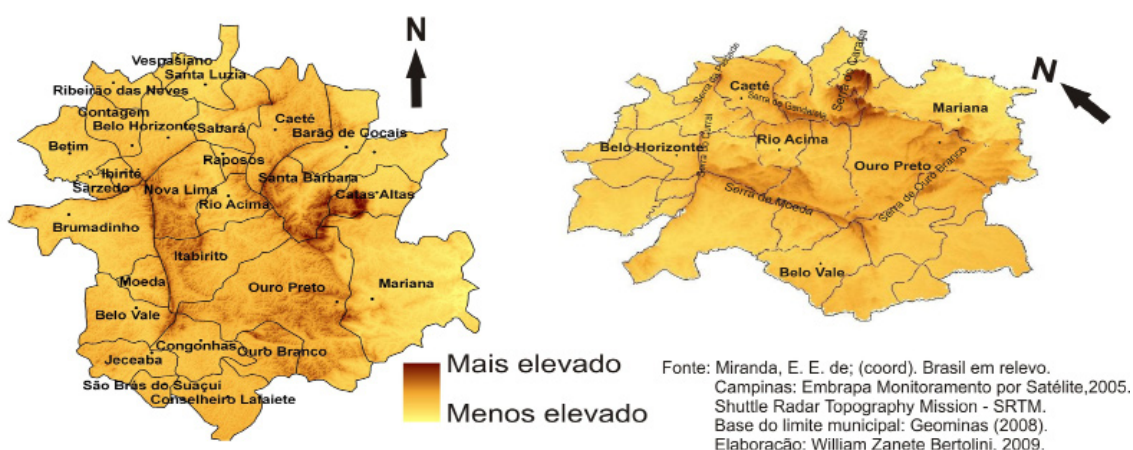 N
Vespasiano
Santa Luzia
Ribeirão das Neves
Contagem
Belo Horizonte
Sabará
Caeté
Barão de Cocais
Betim
Raposos
Ibirité
Sarzedo
Nova Lima
Santa Bárbara
Rio Acima
Catas Altas
Brumadinho
Itabirito
Moeda
Ouro Preto
Mariana
Belo Vale
Congonhas
Jeceaba
Ouro Branco
São Brás do Suaçuí
Conselheiro Lafaiete
N
Serra da Piedade
Caeté
Serra do Caraça
Serra do Gandarela
Mariana
Belo Horizonte
Serra do Curral
Rio Acima
Ouro Preto
Serra da Moeda
Serra de Ouro Branco
Belo Vale
Mais elevado
Menos elevado
Fonte: Miranda, E. E. de; (coord). Brasil em relevo.
Campinas: Embrapa Monitoramento por Satélite,2005.
Shuttle Radar Topography Mission - SRTM.
Base do limite municipal: Geominas (2008).
Elaboração: William Zanete Bertolini, 2009.